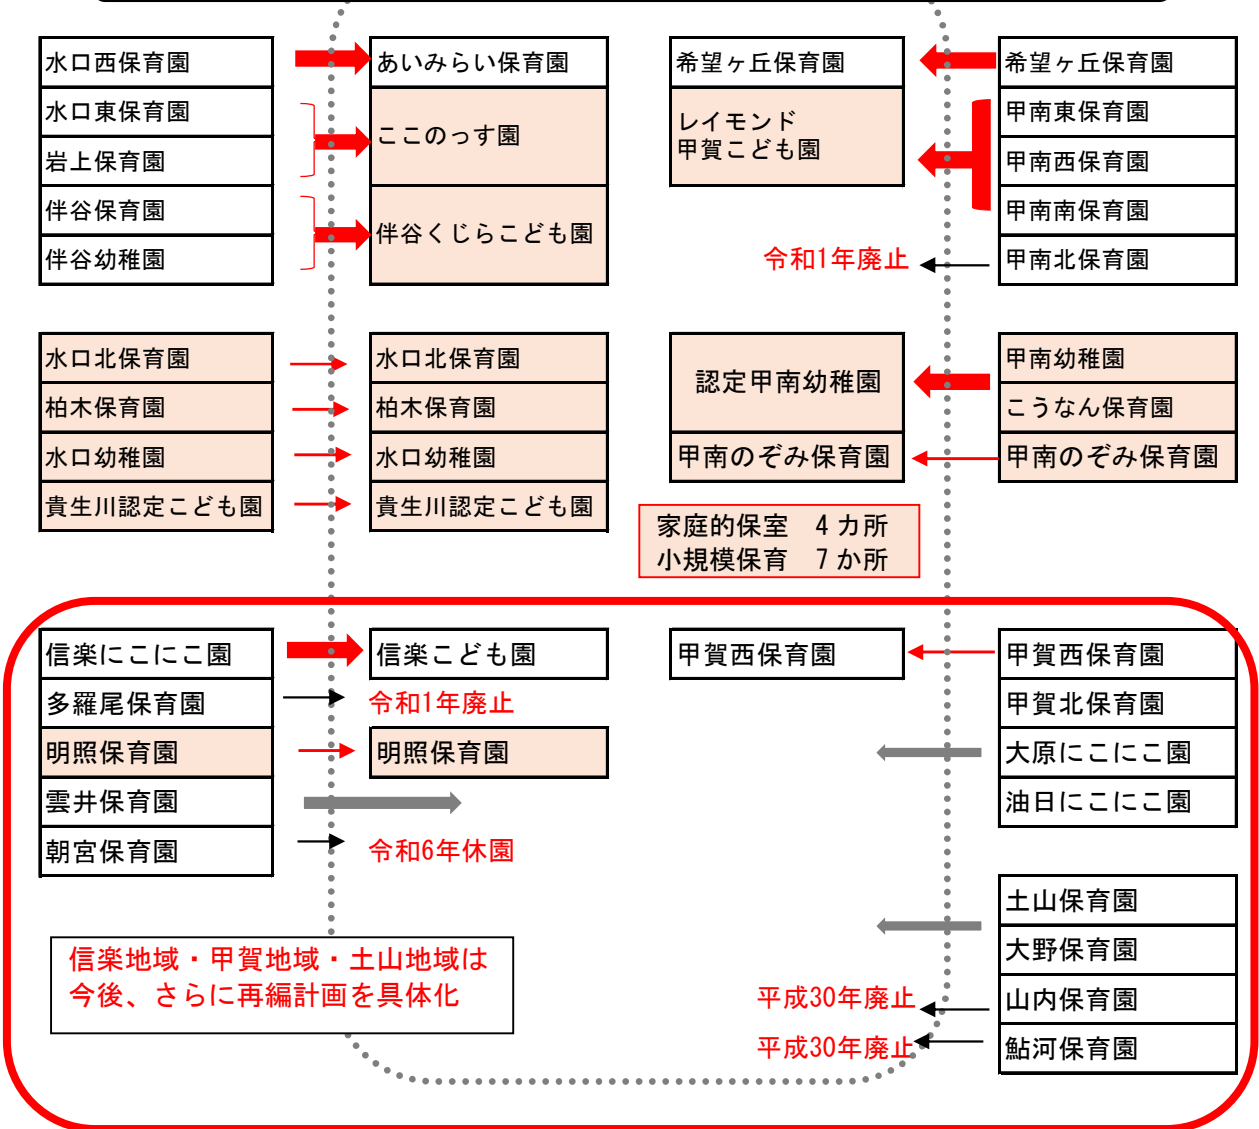 水口西保育園
水口東保育園
岩上保育園
伴谷保育園
伴谷幼稚園
あいみらい保育園
ここのっす園
伴谷くじらこども園
希望ヶ丘保育園
レイモンド
甲賀こども園
令和1年廃止
希望ヶ丘保育園
甲南東保育園
甲南西保育園
甲南南保育園
甲南北保育園
水口北保育園
柏木保育園
水口幼稚園
貴生川認定こども園
水口北保育園
柏木保育園
水口幼稚園
貴生川認定こども園
認定甲南幼稚園
甲南のぞみ保育園
甲南幼稚園
こうなん保育園
甲南のぞみ保育園
家庭的保室　4カ所
小規模保育　7か所
信楽にこにこ園
多羅尾保育園
明照保育園
雲井保育園
朝宮保育園
信楽こども園
令和1年廃止
明照保育園
令和6年休園
甲賀西保育園
甲賀西保育園
甲賀北保育園
大原にこにこ園
油日にこにこ園
土山保育園
大野保育園
山内保育園
鮎河保育園
平成30年廃止
平成30年廃止
信楽地域・甲賀地域・土山地域は
今後、さらに再編計画を具体化